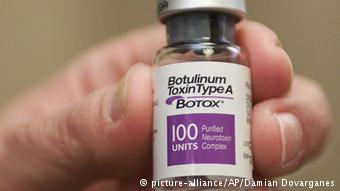 Botulinum
Toxin Type A
BOTOX®
100
UNITS
Purified
Neurotoxin
Complex
© picture-alliance/AP/Damian Dovarganes